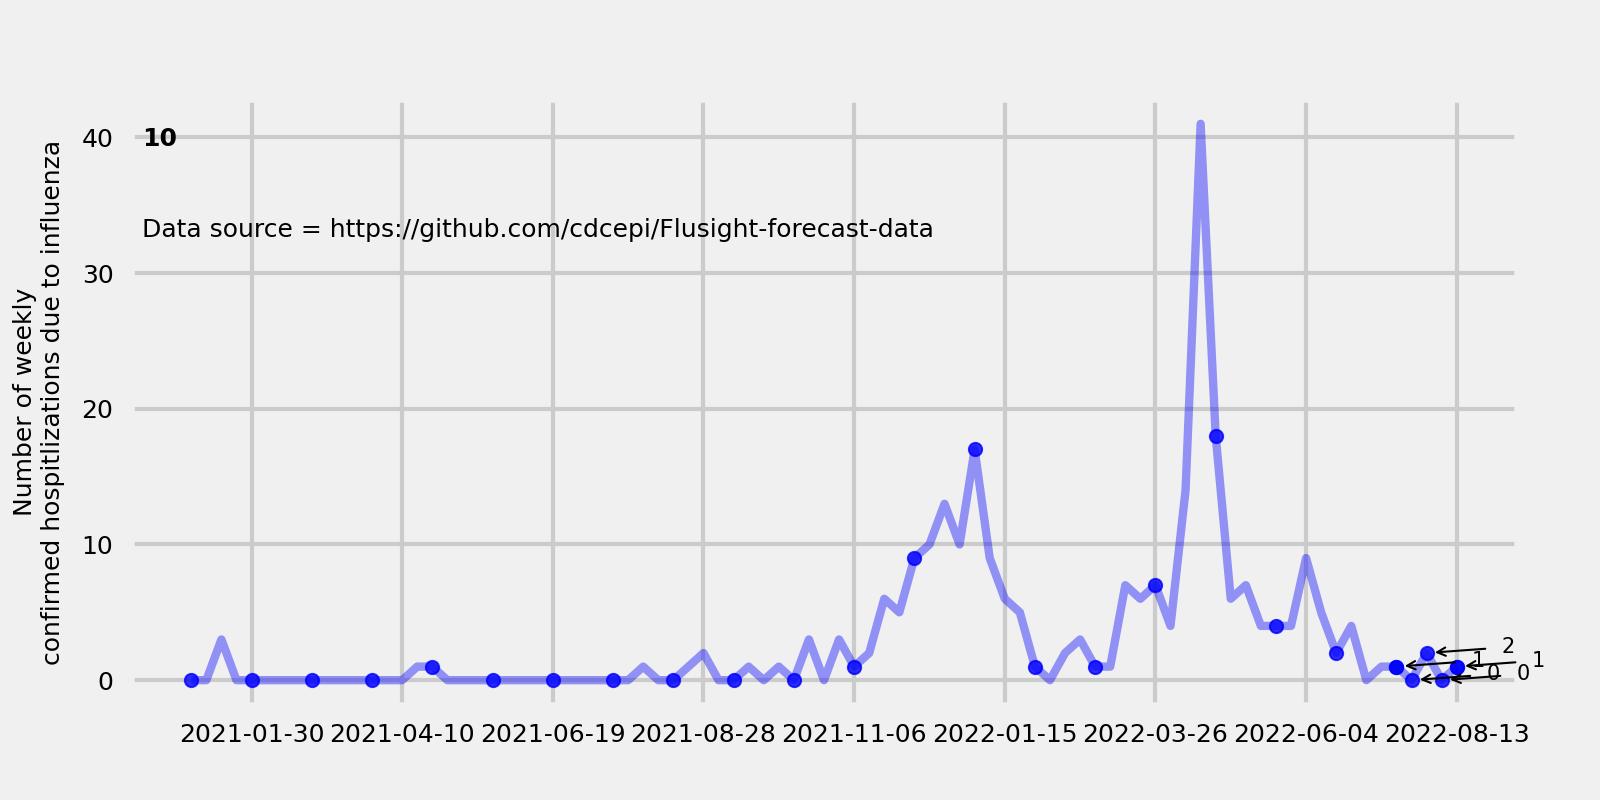 Number of weekly
confirmed hospitlizations due to influenza
40
30
20
10
0
10
Data source = https://github.com/cdcepi/Flusight-forecast-data
1
0
2
0
1
2021-01-30 2021-04-10 2021-06-19 2021-08-28 2021-11-06 2022-01-15 2022-03-26 2022-06-04 2022-08-13